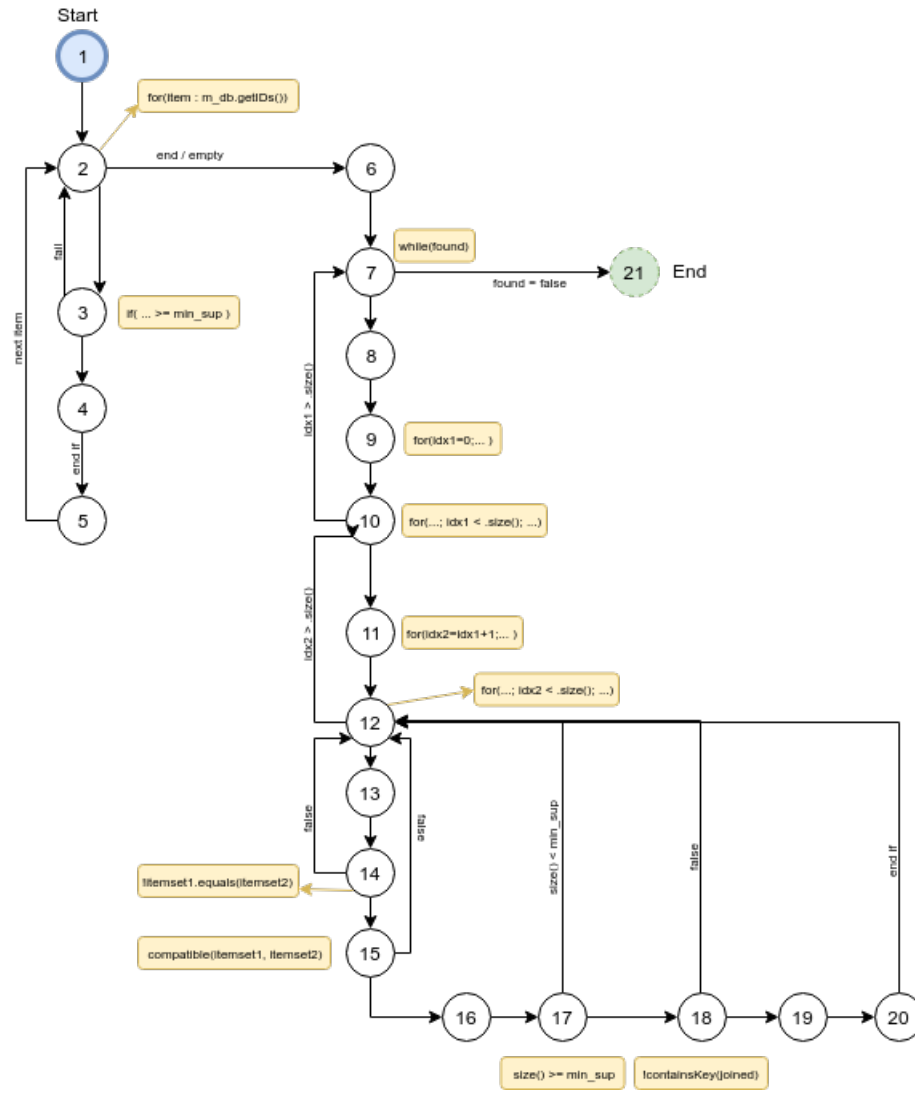 Start
1
for(item : m_db.getIDs())
2
end / empty
6
fail
while(found)
7
21
End
found = false
3
if( ... >= min_sup )
next item
8
idx1 > .size()
4
9
for(idx1=0;... )
end if
5
10
for(...; idx1 < .size(); ...)
idx2 > .size()
11
for(idx2=idx1+1;... )
for(...; idx2 < .size(); ...)
12
13
false
false
size() < min_sup
false
end if
14
!itemset1.equals(itemset2)
15
compatible(itemset1, itemset2)
16
17
18
19
20
size() >= min_sup
!containsKey(joined)